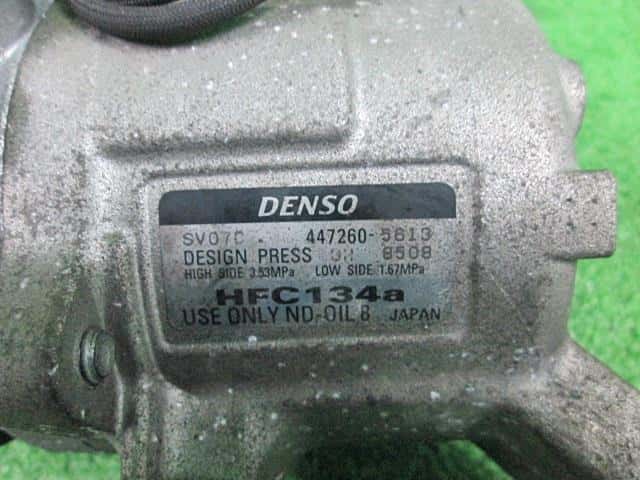 DENSO
SV07C 447260-5613
DESIGN PRESS 8508
HIGH SIDE 3.53MPa LOW SIDE 1.67MPa
HFC134a
USE ONLY ND-OIL 8 JAPAN